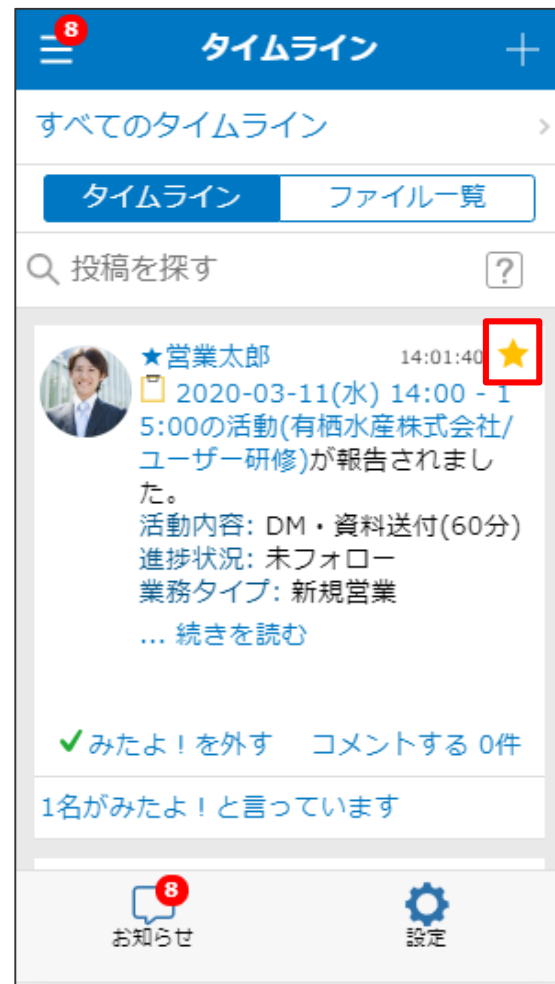 8
タイムライン
すべてのタイムライン
タイムライン ファイル一覧
投稿を探す ?
★営業太郎 14:01:40
2020-03-11(水) 14:00 - 1
5:00の活動(有栖水産株式会社/
ユーザー研修)が報告されまし
た。
活動内容: DM・資料送付(60分)
進捗状況: 未フォロー
業務タイプ: 新規営業
... 続きを読む
みたよ！を外す コメントする 0件
1名がみたよ！と言っています
8
お知らせ 設定